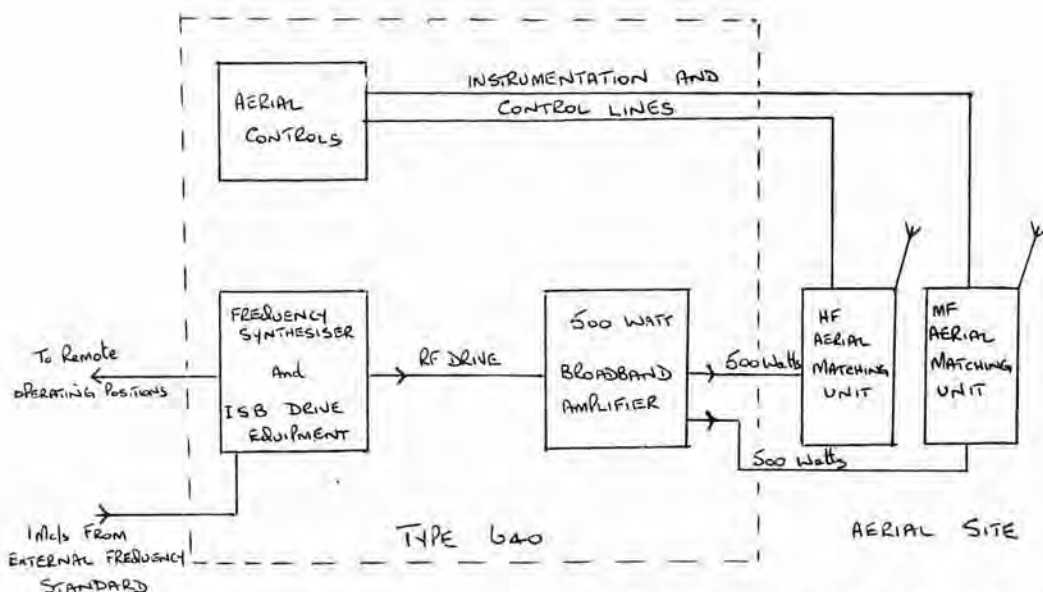 AERIAL
CONTROLS
INSTRUMENTATION AND
CONTROL LINES
FREQUENCY
SYNTHESISER
And
ISB DRIVE
EQUIPMENT
To Remote
OPERATING POSITIONS
RF DRIVE
500 WATT
BROADBAND
AMPLIFIER
500 Watts
500 Watts
HF
AERIAL
MATCHING
UNIT
MF
AERIAL
MATCHING
UNIT
1Mc/s FROM
EXTERNAL FREQUENCY
STANDARD
TYPE 640
AERIAL SITE